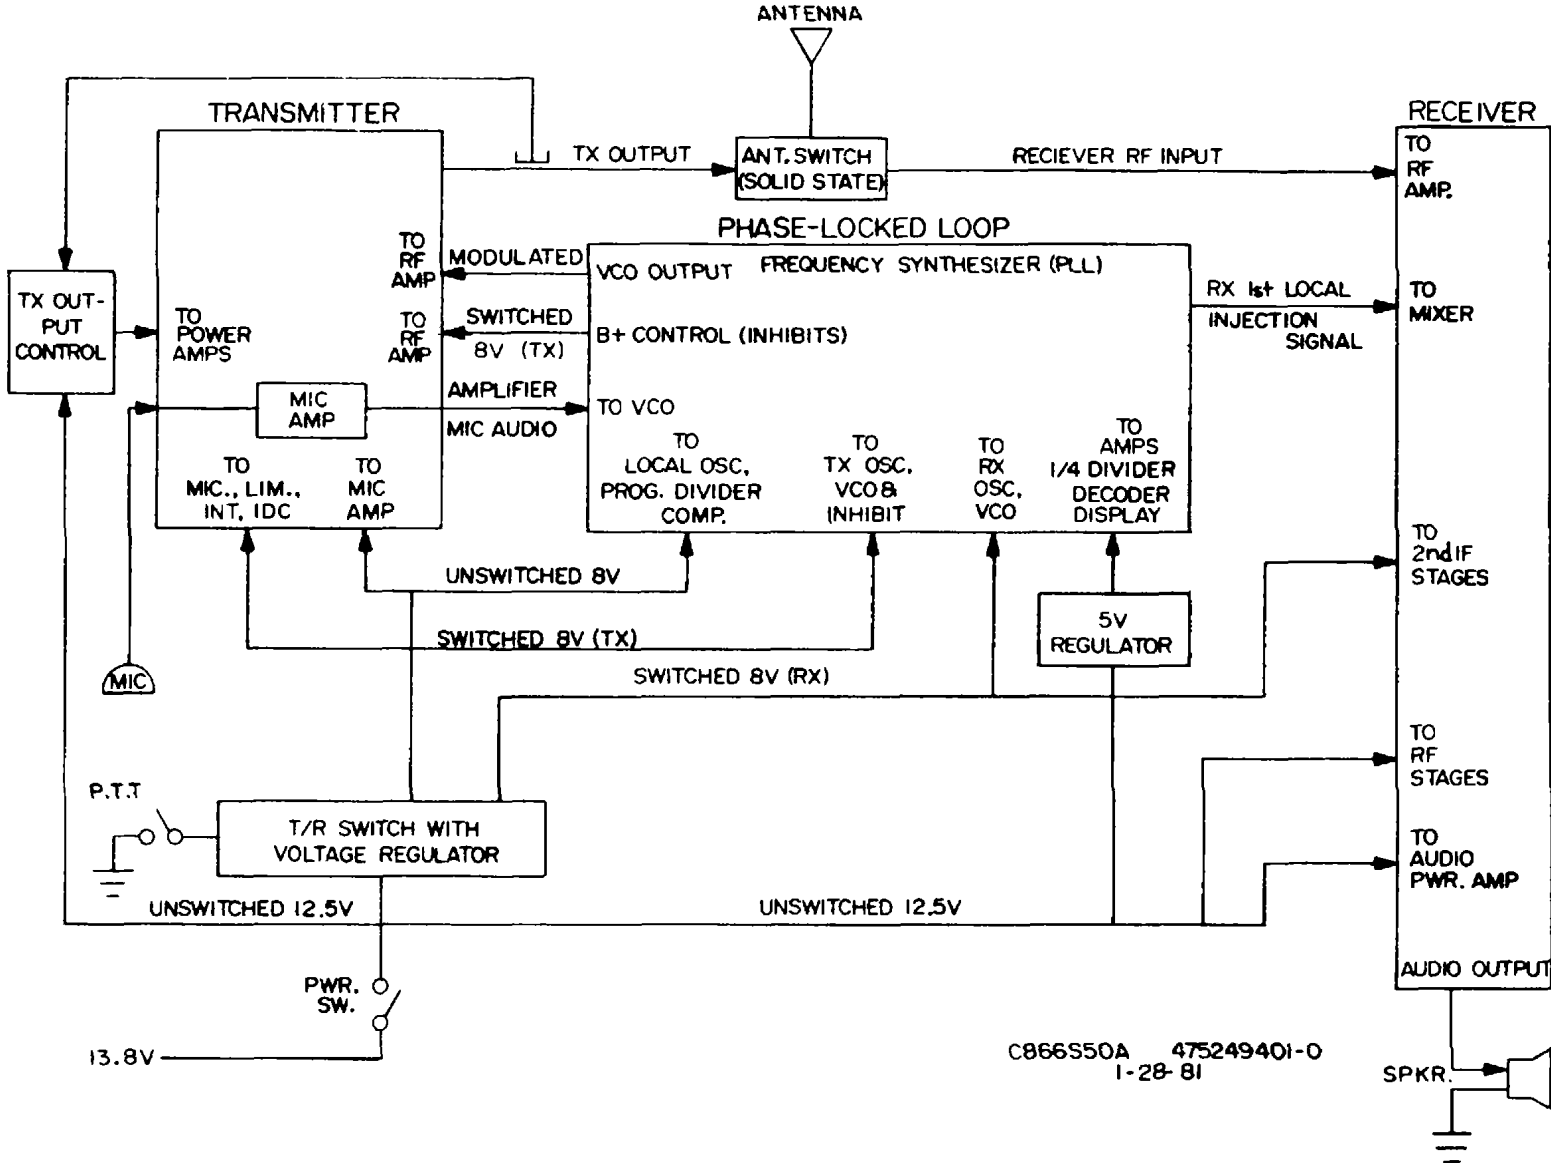 ANTENNA
TRANSMITTER
RECEIVER
TX OUTPUT
ANT. SWITCH
(SOLID STATE)
RECIEVER RF INPUT
TO
RF
AMP.
PHASE-LOCKED LOOP
FREQUENCY SYNTHESIZER (PLL)
TO
RF
AMP
MODULATED
VCO OUTPUT
TX OUT-
PUT
CONTROL
TO
POWER
AMPS
TO
RF
AMP
SWITCHED
8V (TX)
B+ CONTROL (INHIBITS)
RX 1st LOCAL
INJECTION
SIGNAL
TO
MIXER
MIC
AMP
AMPLIFIER
MIC AUDIO
TO VCO
TO
MIC., LIM.,
INT, IDC
TO
MIC
AMP
TO
LOCAL OSC,
PROG. DIVIDER
COMP.
TO
TX OSC,
VCO &
INHIBIT
TO
RX
OSC,
VCO
TO
AMPS
1/4 DIVIDER
DECODER
DISPLAY
TO
2nd IF
STAGES
UNSWITCHED 8V
5V
REGULATOR
SWITCHED 8V (TX)
MIC
SWITCHED 8V (RX)
TO
RF
STAGES
P.T.T
T/R SWITCH WITH
VOLTAGE REGULATOR
TO
AUDIO
PWR. AMP
UNSWITCHED 12.5V
UNSWITCHED 12.5V
PWR.
SW.
AUDIO OUTPUT
13.8V
C866S50A 475249401-0
1-28-81
SPKR.